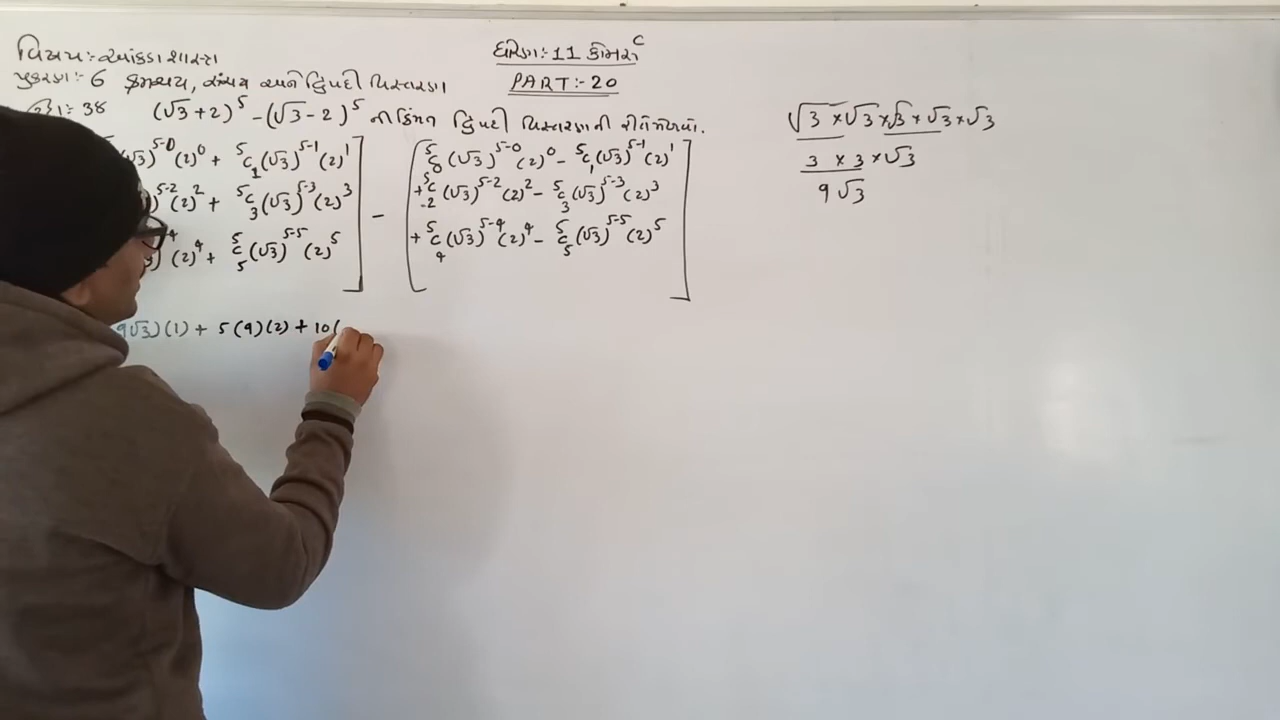 વિષય:- આંકડાશાસ્ત્ર
ધોરણ:- 11 કોમર્સ C
પ્રકરણ:- 6 ક્રમચય, સંચય અને દ્વિપદી વિસ્તરણ
PART:- 20
ઉદા: 38 (√3+2)^5 - (√3-2)^5 ની કિંમત દ્વિપદી વિસ્તરણની રીતે મેળવો.
√3)^5-0 (2)^0 + 5C1 (√3)^5-1 (2)^1 ] - [ 5C0 (√3)^5-0 (2)^0 - 5C1 (√3)^5-1 (2)^1
)^5-2 (2)^2 + 5C3 (√3)^5-3 (2)^3 + 5C2 (√3)^5-2 (2)^2 - 5C3 (√3)^5-3 (2)^3
)^4 (2)^4 + 5C5 (√3)^5-5 (2)^5 + 5C4 (√3)^5-4 (2)^4 - 5C5 (√3)^5-5 (2)^5 ]
9√3)(1) + 5(9)(2) + 10(
√3 × √3 × √3 × √3 × √3
3 × 3 × √3
9√3